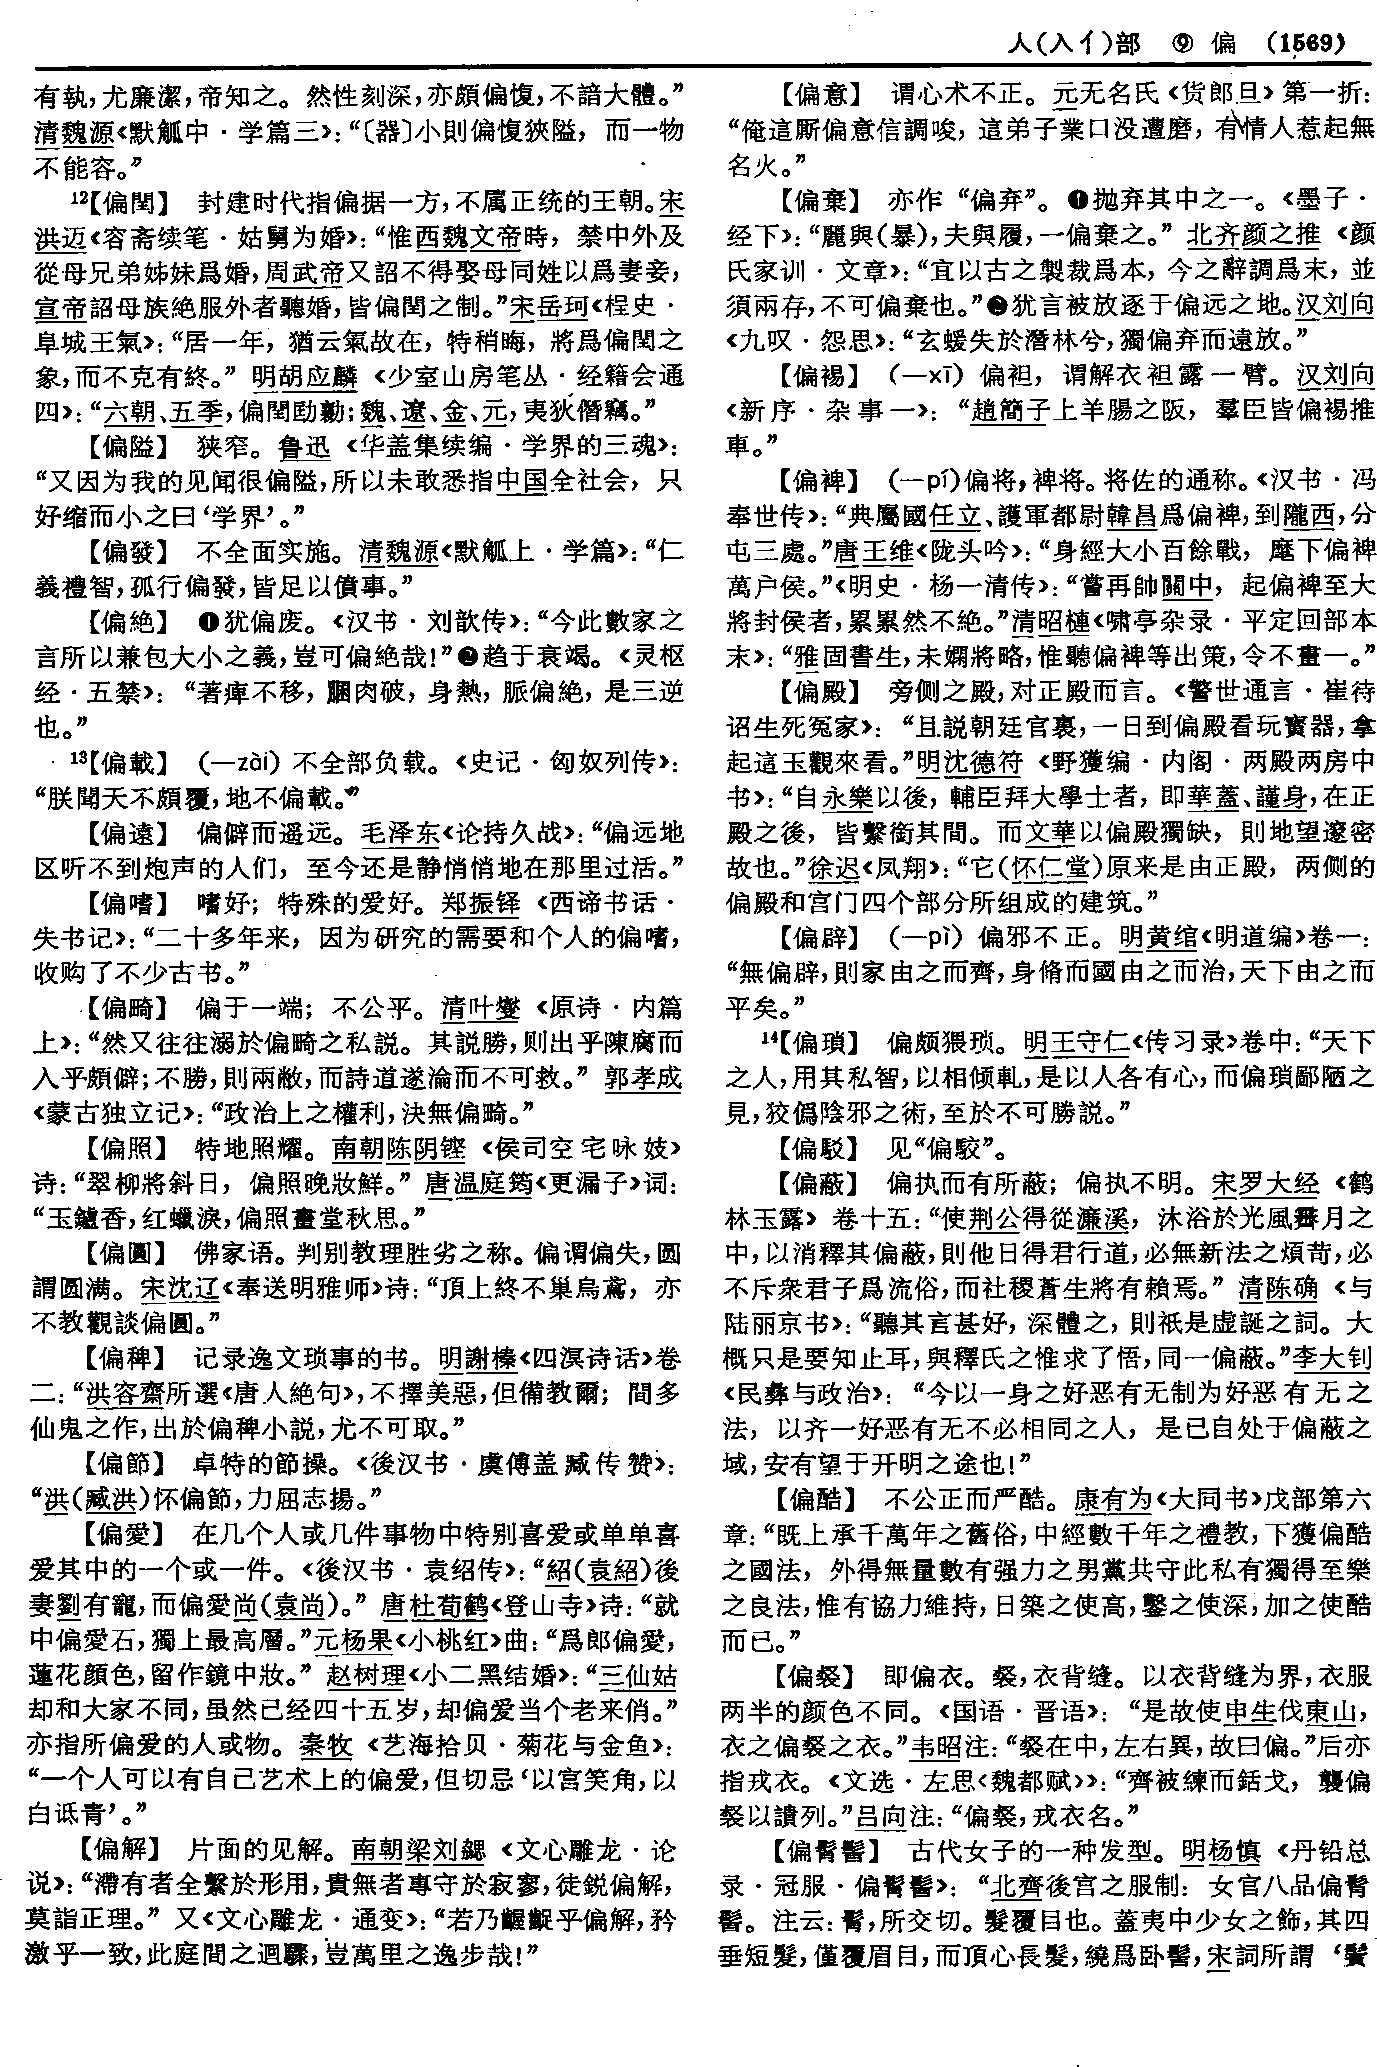 人(入亻)部 ⑨ 偏 (1569)
有執，尤廉潔，帝知之。然性刻深，亦頗偏愎，不諳大體。”
清魏源《默觚中·学篇三》：“〔器〕小則偏愎狹隘，而一物
不能容。”
12【偏閏】 封建时代指偏据一方，不属正统的王朝。宋
洪迈《容斋续笔·姑舅为婚》：“惟西魏文帝時，禁中外及
從母兄弟姊妹爲婚，周武帝又詔不得娶母同姓以爲妻妾，
宣帝詔母族絶服外者聽婚，皆偏閏之制。”宋岳珂《桯史·
阜城王氣》：“居一年，猶云氣故在，特稍晦，將爲偏閏之
象，而不克有終。”明胡应麟《少室山房笔丛·经籍会通
四》：“六朝、五季，偏閏劻勷；魏、遼、金、元，夷狄僭竊。”
【偏隘】 狭窄。鲁迅《华盖集续编·学界的三魂》：
“又因为我的见闻很偏隘，所以未敢悉指中国全社会，只
好缩而小之曰‘学界’。”
【偏發】 不全面实施。清魏源《默觚上·学篇》：“仁
義禮智，孤行偏發，皆足以僨事。”
【偏絶】 ❶犹偏废。《汉书·刘歆传》：“今此數家之
言所以兼包大小之義，豈可偏絶哉！”❷趋于衰竭。《灵枢
经·五禁》：“著痺不移，䐃肉破，身熱，脈偏絶，是三逆
也。”
13【偏載】 （—zài）不全部负载。《史记·匈奴列传》：
“朕聞天不頗覆，地不偏載。”
【偏遠】 偏僻而遥远。毛泽东《论持久战》：“偏远地
区听不到炮声的人们，至今还是静悄悄地在那里过活。”
【偏嗜】 嗜好；特殊的爱好。郑振铎《西谛书话·
失书记》：“二十多年来，因为研究的需要和个人的偏嗜，
收购了不少古书。”
【偏畸】 偏于一端；不公平。清叶燮《原诗·内篇
上》：“然又往往溺於偏畸之私説。其説勝，则出乎陳腐而
入乎頗僻；不勝，則兩敝，而詩道遂淪而不可救。”郭孝成
《蒙古独立记》：“政治上之權利，決無偏畸。”
【偏照】 特地照耀。南朝陈阴铿《侯司空宅咏妓》
诗：“翠柳將斜日，偏照晚妝鮮。”唐温庭筠《更漏子》词：
“玉鑪香，红蠟淚，偏照畫堂秋思。”
【偏圓】 佛家语。判别教理胜劣之称。偏谓偏失，圆
謂圆满。宋沈辽《奉送明雅师》诗：“頂上終不巢烏鳶，亦
不教觀談偏圓。”
【偏稗】 记录逸文琐事的书。明謝榛《四溟诗话》卷
二：“洪容齋所選《唐人絶句》，不擇美惡，但備教爾；間多
仙鬼之作，出於偏稗小説，尤不可取。”
【偏節】 卓特的節操。《後汉书·虞傅盖臧传赞》：
“洪（臧洪）怀偏節，力屈志揚。”
【偏愛】 在几个人或几件事物中特别喜爱或单单喜
爱其中的一个或一件。《後汉书·袁绍传》：“紹（袁紹）後
妻劉有寵，而偏愛尚（袁尚）。”唐杜荀鹤《登山寺》诗：“就
中偏愛石，獨上最高層。”元杨果《小桃红》曲：“爲郎偏愛，
蓮花顔色，留作鏡中妝。”赵树理《小二黑结婚》：“三仙姑
却和大家不同，虽然已经四十五岁，却偏爱当个老来俏。”
亦指所偏爱的人或物。秦牧《艺海拾贝·菊花与金鱼》：
“一个人可以有自己艺术上的偏爱，但切忌‘以宫笑角，以
白诋青’。”
【偏解】 片面的见解。南朝梁刘勰《文心雕龙·论
说》：“滯有者全繫於形用，貴無者專守於寂寥，徒鋭偏解，
莫詣正理。”又《文心雕龙·通变》：“若乃齷齪乎偏解，矜
激乎一致，此庭間之迴驟，豈萬里之逸步哉！”
【偏意】 谓心术不正。元无名氏《货郎旦》第一折：
“俺這厮偏意信調唆，這弟子業口没遭磨，有情人惹起無
名火。”
【偏棄】 亦作“偏弃”。❶抛弃其中之一。《墨子·
经下》：“麗與（暴），夫與履，一偏棄之。”北齐颜之推《颜
氏家训·文章》：“宜以古之製裁爲本，今之辭調爲末，並
須兩存，不可偏棄也。”❷犹言被放逐于偏远之地。汉刘向
《九叹·怨思》：“玄蝯失於潛林兮，獨偏弃而遠放。”
【偏裼】 （—xī）偏袒，谓解衣袒露一臂。汉刘向
《新序·杂事一》：“趙簡子上羊腸之阪，羣臣皆偏裼推
車。”
【偏裨】 （—pí）偏将，裨将。将佐的通称。《汉书·冯
奉世传》：“典屬國任立、護軍都尉韓昌爲偏裨，到隴西，分
屯三處。”唐王维《陇头吟》：“身經大小百餘戰，麾下偏裨
萬户侯。”《明史·杨一清传》：“嘗再帥關中，起偏裨至大
將封侯者，累累然不絶。”清昭槤《啸亭杂录·平定回部本
末》：“雅固書生，未嫻將略，惟聽偏裨等出策，令不畫一。”
【偏殿】 旁侧之殿，对正殿而言。《警世通言·崔待
诏生死冤家》：“且説朝廷官裏，一日到偏殿看玩寳器，拿
起這玉觀來看。”明沈德符《野獲编·内阁·两殿两房中
书》：“自永樂以後，輔臣拜大學士者，即華蓋、謹身，在正
殿之後，皆繫銜其間。而文華以偏殿獨缺，則地望邃密
故也。”徐迟《凤翔》：“它（怀仁堂）原来是由正殿，两侧的
偏殿和宫门四个部分所组成的建筑。”
【偏辟】 （—pì）偏邪不正。明黄绾《明道编》卷一：
“無偏辟，則家由之而齊，身脩而國由之而治，天下由之而
平矣。”
14【偏瑣】 偏颇猥琐。明王守仁《传习录》卷中：“天下
之人，用其私智，以相倾軋，是以人各有心，而偏瑣鄙陋之
見，狡僞陰邪之術，至於不可勝説。”
【偏駁】 见“偏駮”。
【偏蔽】 偏执而有所蔽；偏执不明。宋罗大经《鹤
林玉露》卷十五：“使荆公得從濂溪，沐浴於光風霽月之
中，以消釋其偏蔽，則他日得君行道，必無新法之煩苛，必
不斥衆君子爲流俗，而社稷蒼生將有賴焉。”清陈确《与
陆丽京书》：“聽其言甚好，深體之，則祇是虚誕之詞。大
概只是要知止耳，與釋氏之惟求了悟，同一偏蔽。”李大钊
《民彝与政治》：“今以一身之好恶有无制为好恶有无之
法，以齐一好恶有无不必相同之人，是已自处于偏蔽之
域，安有望于开明之途也！”
【偏酷】 不公正而严酷。康有为《大同书》戊部第六
章：“既上承千萬年之舊俗，中經數千年之禮教，下獲偏酷
之國法，外得無量數有强力之男黨共守此私有獨得至樂
之良法，惟有協力維持，日築之使高，鑿之使深，加之使酷
而已。”
【偏裻】 即偏衣。裻，衣背缝。以衣背缝为界，衣服
两半的颜色不同。《国语·晋语》：“是故使申生伐東山，
衣之偏裻之衣。”韦昭注：“裻在中，左右異，故曰偏。”后亦
指戎衣。《文选·左思〈魏都赋〉》：“齊被練而銛戈，襲偏
裻以讀列。”吕向注：“偏裻，戎衣名。”
【偏髾髻】 古代女子的一种发型。明杨慎《丹铅总
录·冠服·偏髾髻》：“北齊後宫之服制：女官八品偏髾
髻。注云：髾，所交切。髮覆目也。蓋夷中少女之飾，其四
垂短髮，僅覆眉目，而頂心長髮，繞爲卧髻，宋詞所謂‘鬢